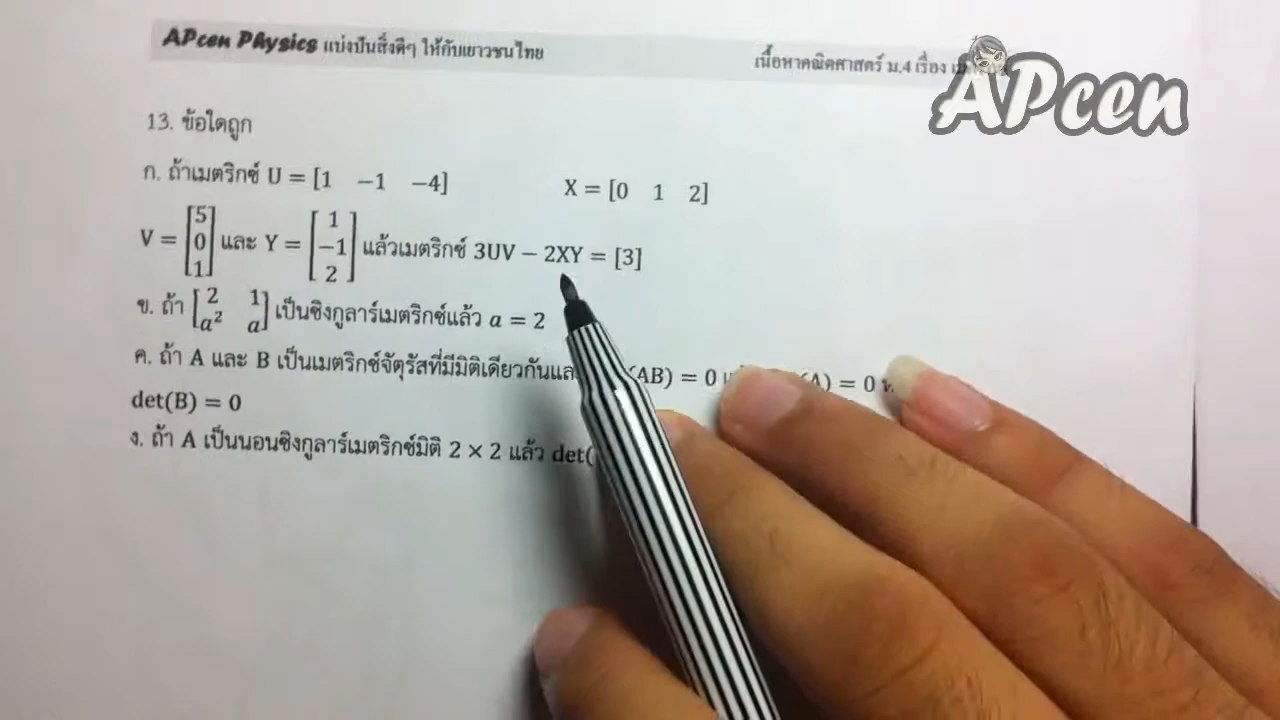 APcen Physics แบ่งปันสิ่งดีๆ ให้กับเยาวชนไทย
เนื้อหาคณิตศาสตร์ ม.4 เรื่อง
APcen
13. ข้อใดถูก
ก. ถ้าเมตริกซ์ U = [1 −1 −4] X = [0 1 2]
V = [5 0 1] และ Y = [1 −1 2] แล้วเมตริกซ์ 3UV − 2XY = [3]
ข. ถ้า [2 1 a² a] เป็นซิงกูลาร์เมตริกซ์แล้ว a = 2
ค. ถ้า A และ B เป็นเมตริกซ์จัตุรัสที่มีมิติเดียวกัน (AB) = 0 (A) = 0
det(B) = 0
ง. ถ้า A เป็นนอนซิงกูลาร์เมตริกซ์มิติ 2 × 2 แล้ว det(